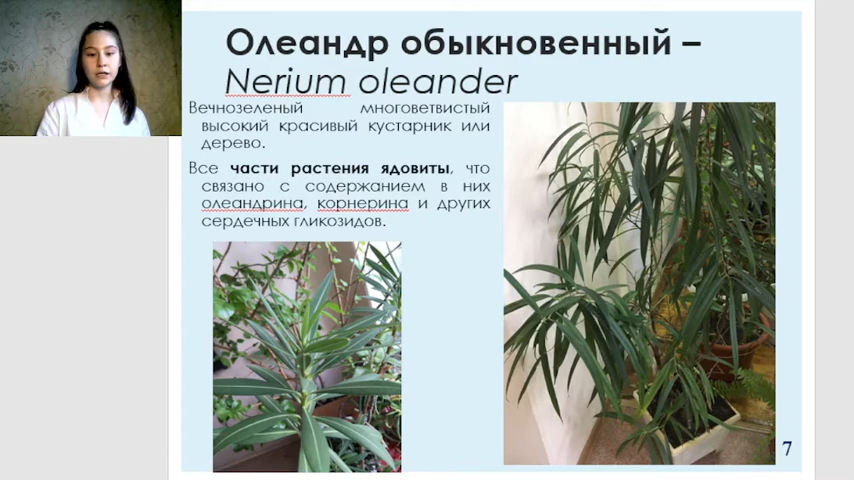 Олеандр обыкновенный –
Nerium oleander
Вечнозеленый многоветвистый
высокий красивый кустарник или
дерево.
Все части растения ядовиты, что
связано с содержанием в них
олеандрина, корнерина и других
сердечных гликозидов.
7